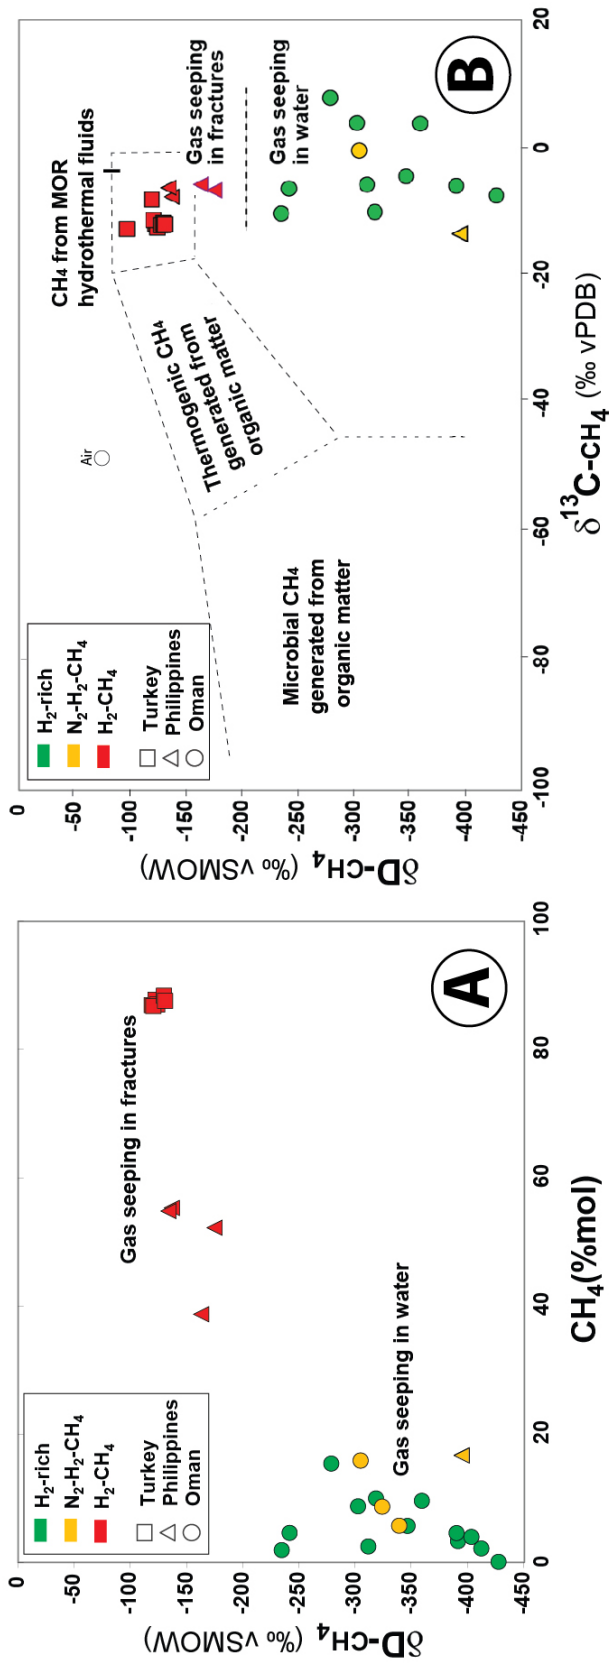 0
-50
-100
-150
-200
-250
-300
-350
-400
-450
δD-CH₄ (‰ vSMOW)
H₂-rich
N₂-H₂-CH₄
H₂-CH₄
Turkey
Philippines
Oman
Gas seeping in fractures
Gas seeping in water
A
0
20
40
60
80
100
CH₄(%mol)
0
-50
-100
-150
-200
-250
-300
-350
-400
-450
δD-CH₄ (‰ vSMOW)
H₂-rich
N₂-H₂-CH₄
H₂-CH₄
Turkey
Philippines
Oman
Air
CH₄ from MOR
hydrothermal fluids
Thermogenic CH₄
generated from
organic matter
Gas seeping
in fractures
Gas seeping
in water
Microbial CH₄
generated from
organic matter
B
-100
-80
-60
-40
-20
0
20
δ¹³C-CH₄ (‰ vPDB)